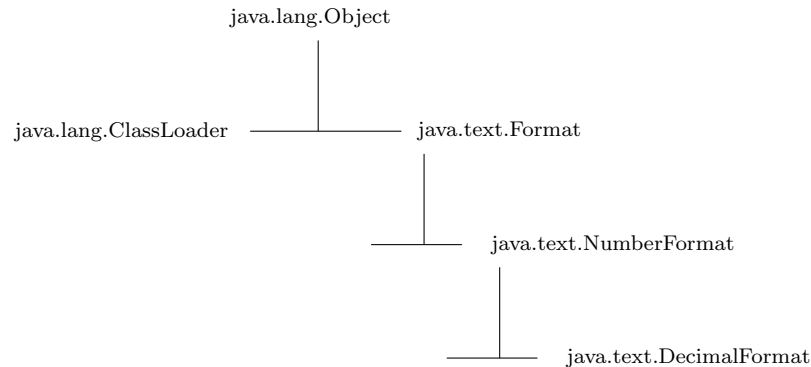 java.lang.Object
java.lang.ClassLoader
java.text.Format
java.text.NumberFormat
java.text.DecimalFormat